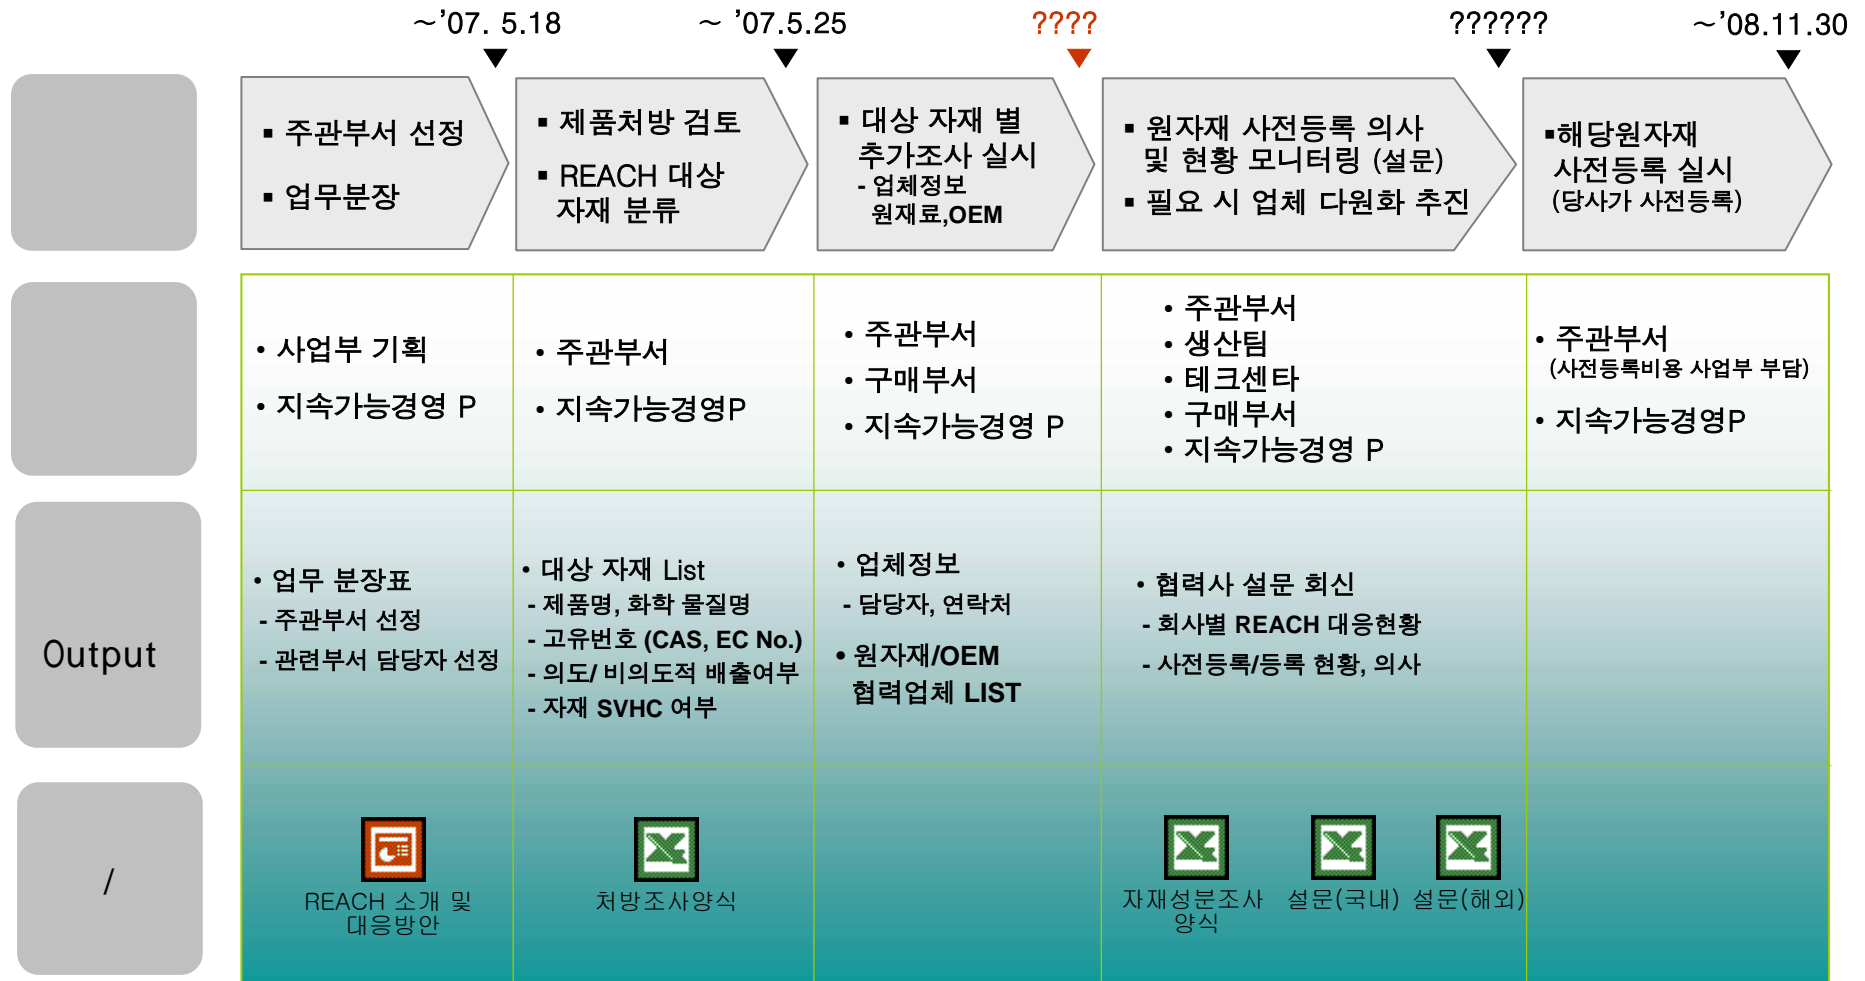 ~'07. 5.18
~ '07.5.25
????
??????
~'08.11.30
▪ 주관부서 선정
▪ 업무분장
▪ 제품처방 검토
▪ REACH 대상
자재 분류
▪ 대상 자재 별
추가조사 실시
- 업체정보
원재료,OEM
▪ 원자재 사전등록 의사
및 현황 모니터링 (설문)
▪ 필요 시 업체 다원화 추진
▪해당원자재
사전등록 실시
(당사가 사전등록)
• 사업부 기획
• 지속가능경영 P
• 주관부서
• 지속가능경영P
• 주관부서
• 구매부서
• 지속가능경영 P
• 주관부서
• 생산팀
• 테크센타
• 구매부서
• 지속가능경영 P
• 주관부서
(사전등록비용 사업부 부담)
• 지속가능경영P
Output
• 업무 분장표
- 주관부서 선정
- 관련부서 담당자 선정
• 대상 자재 List
- 제품명, 화학 물질명
- 고유번호 (CAS, EC No.)
- 의도/ 비의도적 배출여부
- 자재 SVHC 여부
• 업체정보
- 담당자, 연락처
• 원자재/OEM
협력업체 LIST
• 협력사 설문 회신
- 회사별 REACH 대응현황
- 사전등록/등록 현황, 의사
/
REACH 소개 및
대응방안
처방조사양식
자재성분조사
양식
설문(국내)
설문(해외)